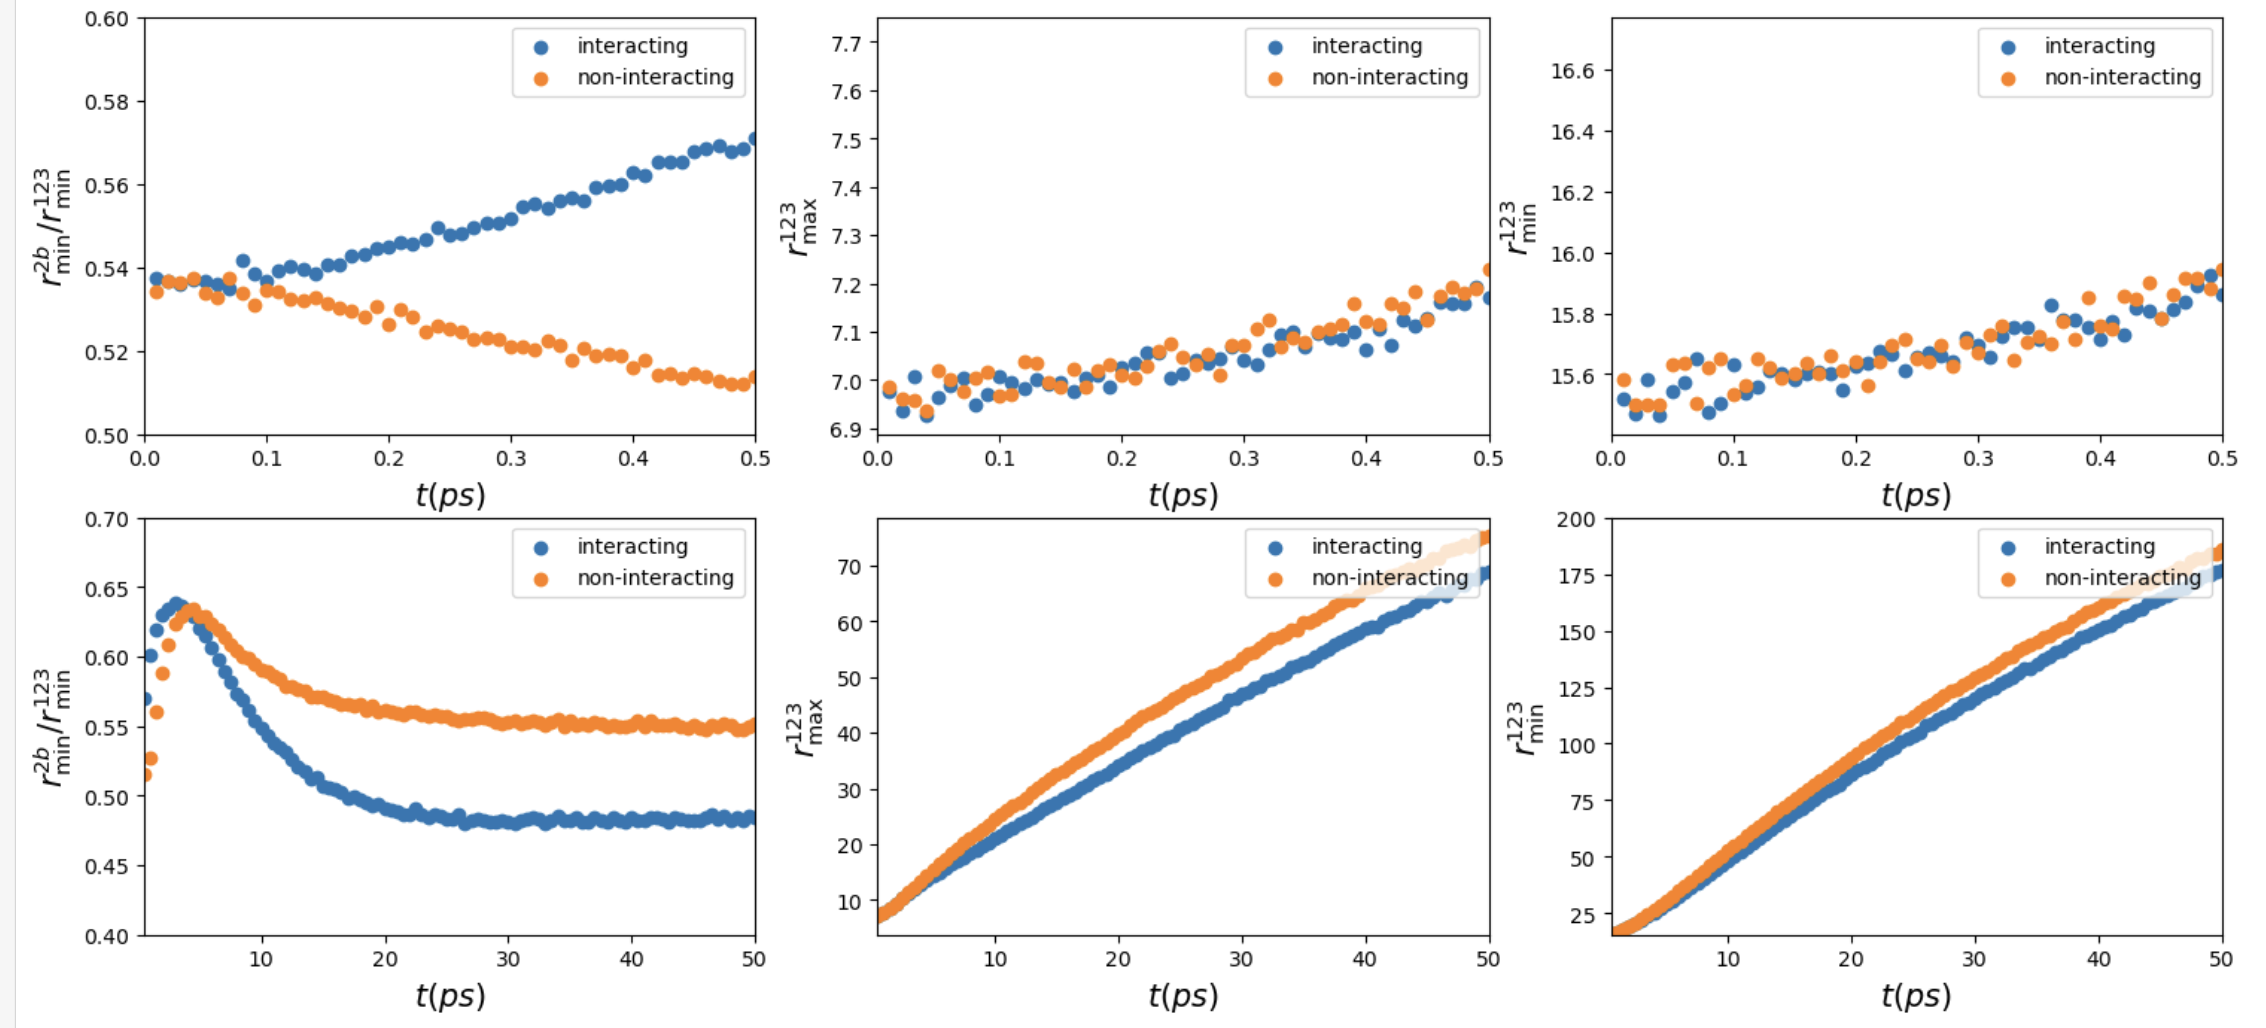 0.60
0.58
0.56
0.54
0.52
0.50
r^{2b}_{min}/r^{123}_{min}
interacting
non-interacting
0.0 0.1 0.2 0.3 0.4 0.5
t(ps)
7.7
7.6
7.5
7.4
7.3
7.2
7.1
7.0
6.9
r^{123}_{max}
interacting
non-interacting
0.0 0.1 0.2 0.3 0.4 0.5
t(ps)
16.6
16.4
16.2
16.0
15.8
15.6
r^{123}_{min}
interacting
non-interacting
0.0 0.1 0.2 0.3 0.4 0.5
t(ps)
0.70
0.65
0.60
0.55
0.50
0.45
0.40
r^{2b}_{min}/r^{123}_{min}
interacting
non-interacting
10 20 30 40 50
t(ps)
70
60
50
40
30
20
10
r^{123}_{max}
interacting
non-interacting
10 20 30 40 50
t(ps)
200
175
150
125
100
75
50
25
r^{123}_{min}
interacting
non-interacting
10 20 30 40 50
t(ps)